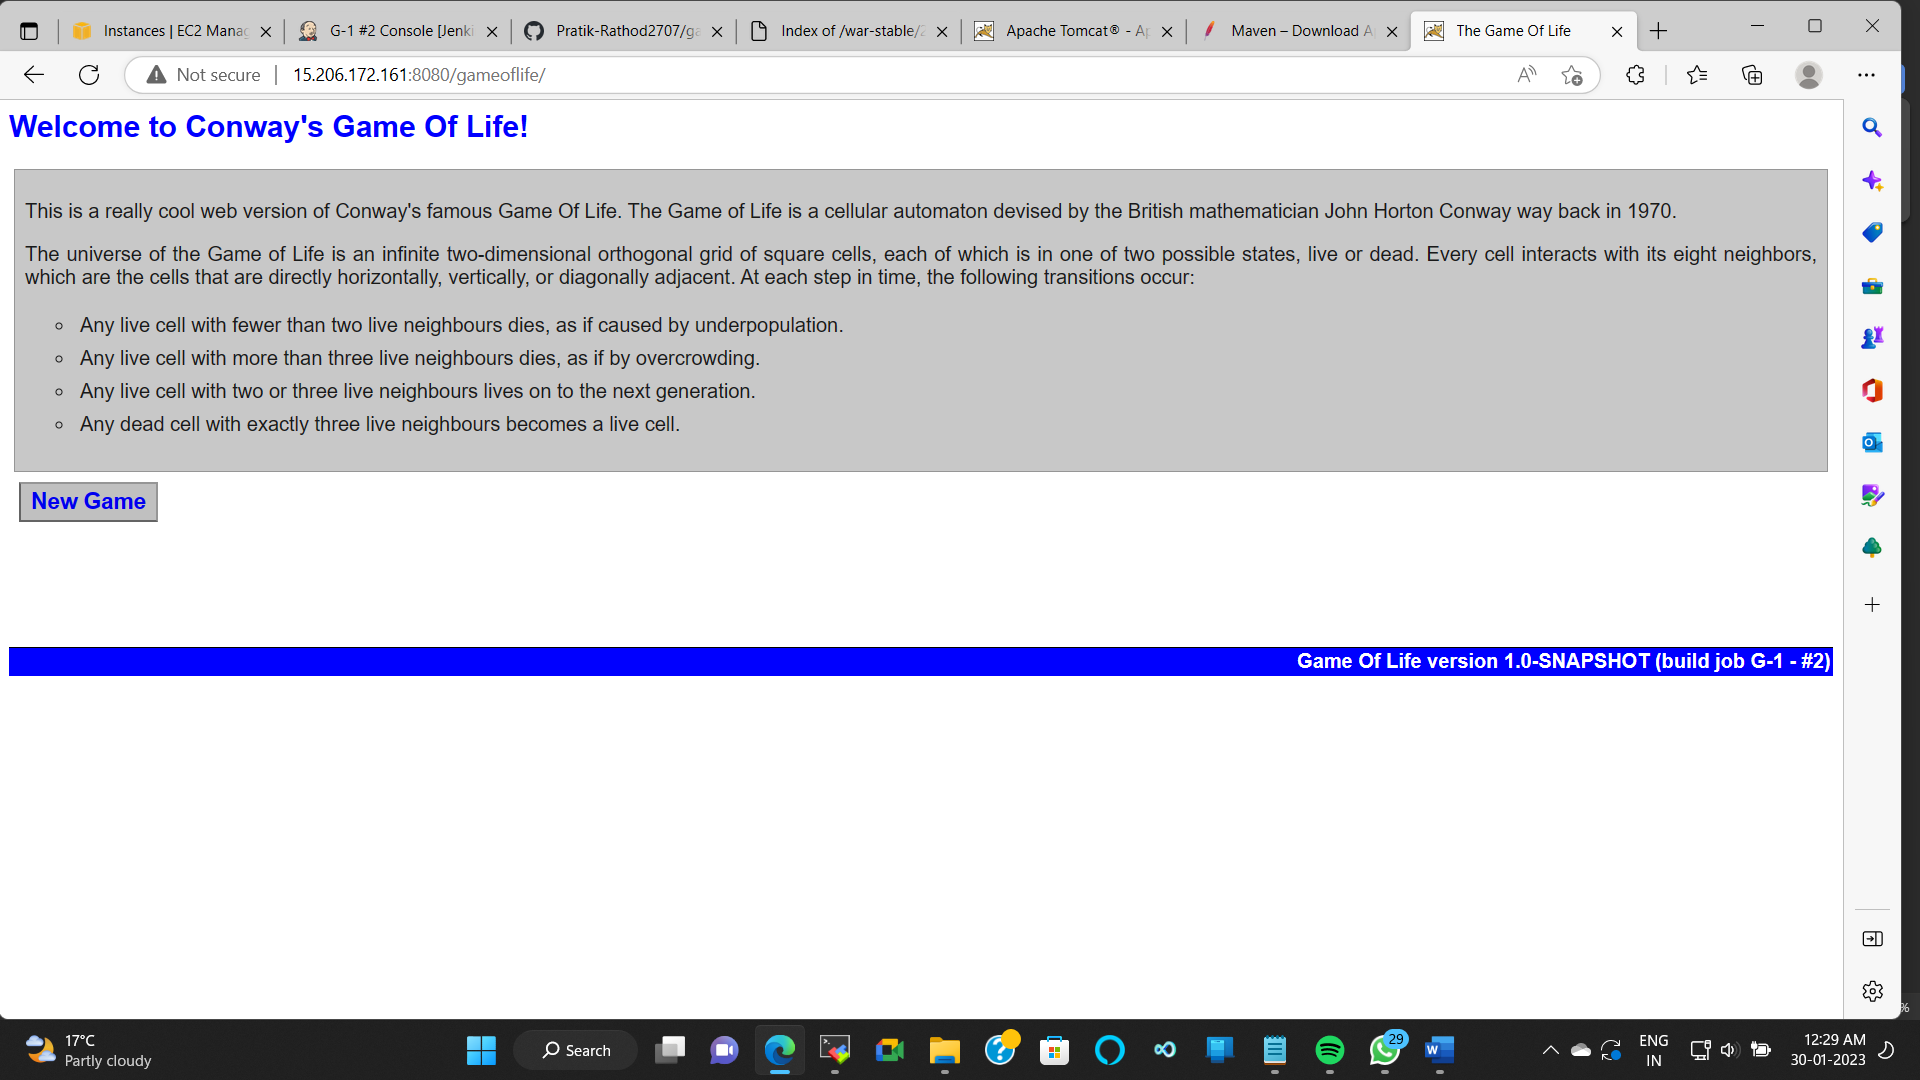 Instances | EC2 Manag
G-1 #2 Console [Jenki
Pratik-Rathod2707/ga
Index of /war-stable/2
Apache Tomcat® - Ap
Maven – Download A
The Game Of Life
Not secure
15.206.172.161:8080/gameoflife/
Welcome to Conway's Game Of Life!
This is a really cool web version of Conway's famous Game Of Life. The Game of Life is a cellular automaton devised by the British mathematician John Horton Conway way back in 1970.
The universe of the Game of Life is an infinite two-dimensional orthogonal grid of square cells, each of which is in one of two possible states, live or dead. Every cell interacts with its eight neighbors,
which are the cells that are directly horizontally, vertically, or diagonally adjacent. At each step in time, the following transitions occur:
Any live cell with fewer than two live neighbours dies, as if caused by underpopulation.
Any live cell with more than three live neighbours dies, as if by overcrowding.
Any live cell with two or three live neighbours lives on to the next generation.
Any dead cell with exactly three live neighbours becomes a live cell.
New Game
Game Of Life version 1.0-SNAPSHOT (build job G-1 - #2)
%
17°C
Partly cloudy
Search
29
ENG
IN
12:29 AM
30-01-2023